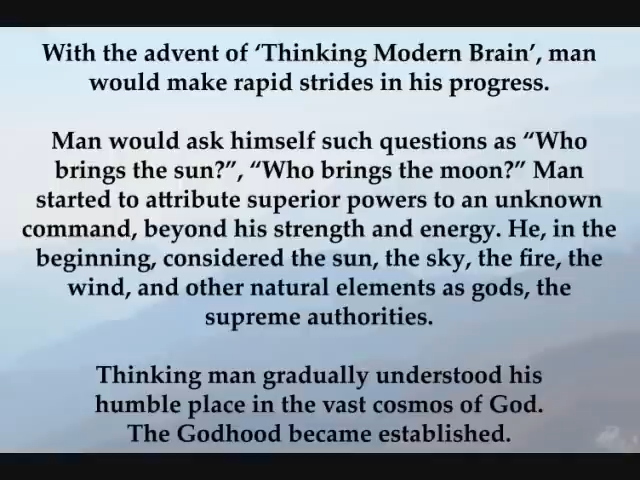 With the advent of ‘Thinking Modern Brain’, man
would make rapid strides in his progress.
Man would ask himself such questions as “Who
brings the sun?”, “Who brings the moon?” Man
started to attribute superior powers to an unknown
command, beyond his strength and energy. He, in the
beginning, considered the sun, the sky, the fire, the
wind, and other natural elements as gods, the
supreme authorities.
Thinking man gradually understood his
humble place in the vast cosmos of God.
The Godhood became established.